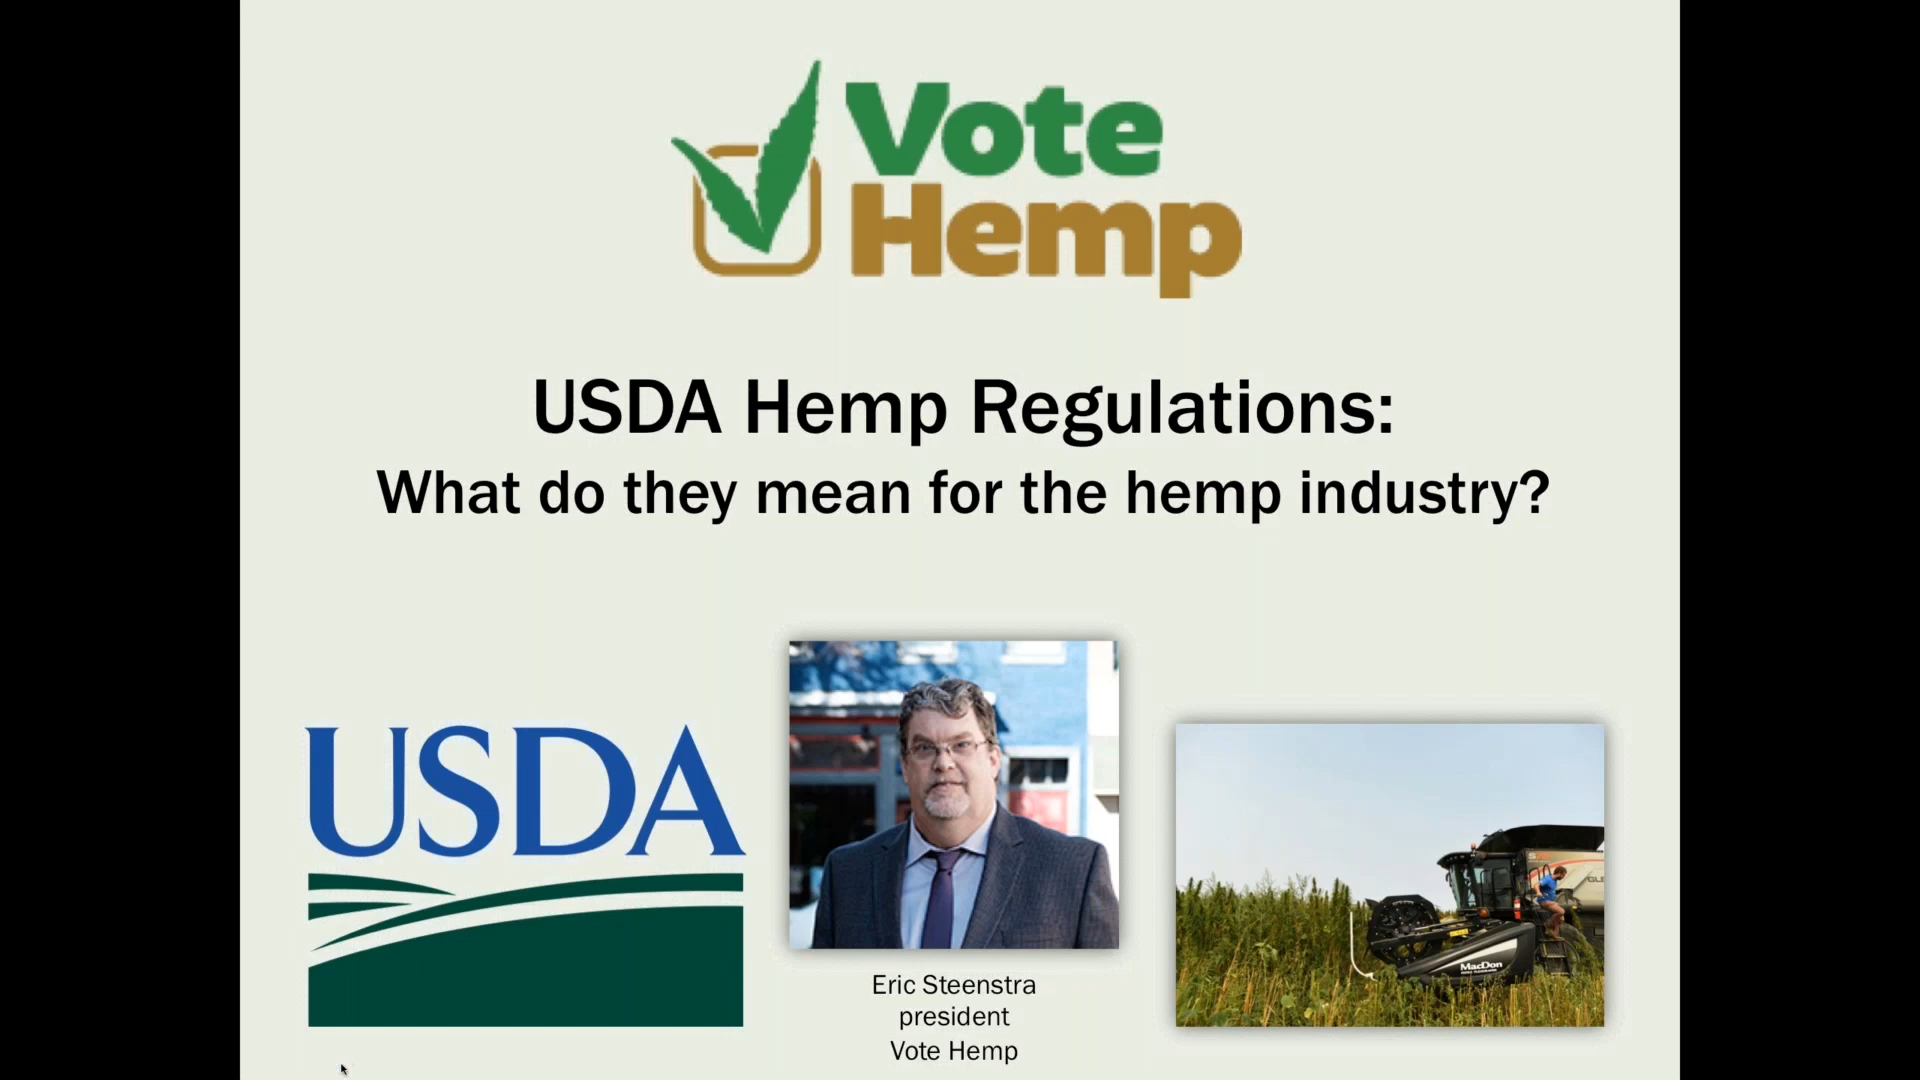 Vote
Hemp
USDA Hemp Regulations:
What do they mean for the hemp industry?
USDA
Eric Steenstra
president
Vote Hemp
MacDon